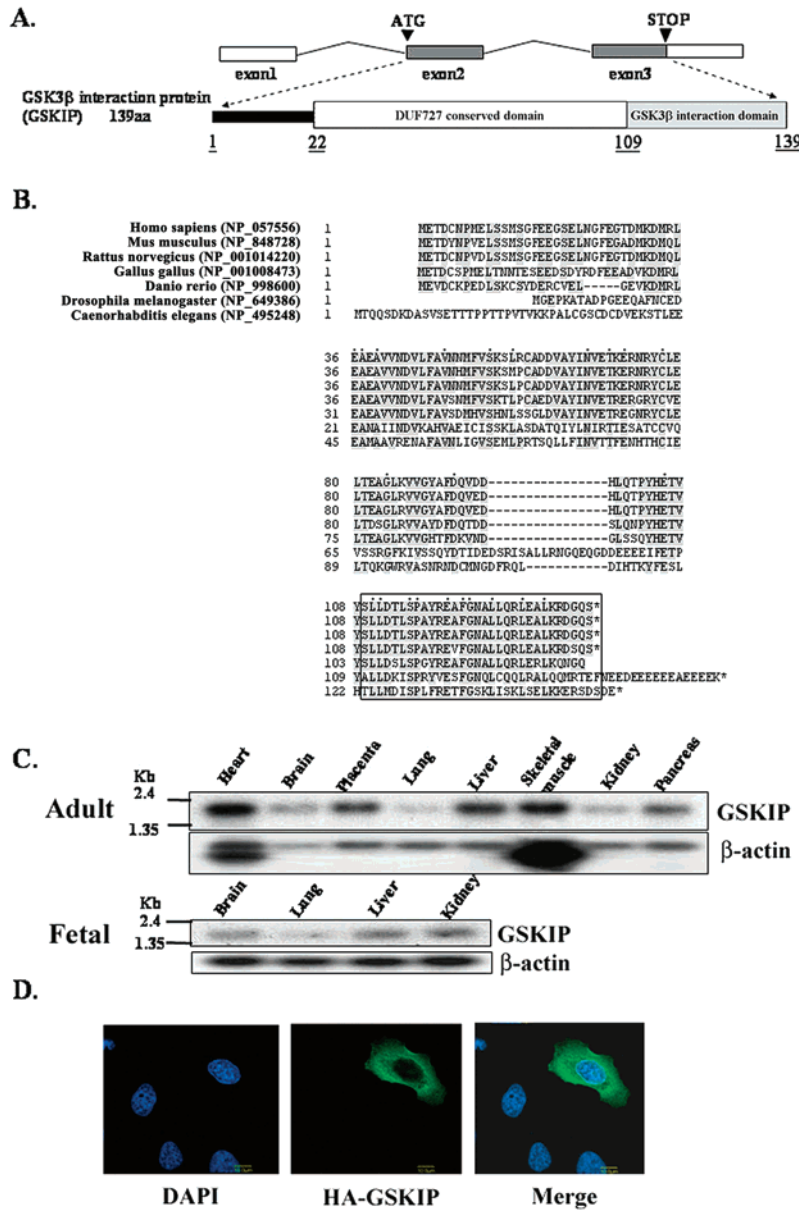 A.
ATG STOP
exon1 exon2 exon3
GSK3β interaction protein
(GSKIP) 139aa
DUF727 conserved domain GSK3β interaction domain
1 22 109 139
B.
Homo sapiens (NP_057556) 1 METDCNPMELSSMSGFEEGSELNGFEGTDMKDMRL
Mus musculus (NP_848728) 1 METDYNPVELSSMSGFEEGSELNGFEGADMKDMQL
Rattus norvegicus (NP_001014220) 1 METDCNPVDLSSMSGFEEGSELNGFEGTDMKDMRL
Gallus gallus (NP_001008473) 1 METDCSPMELTNNTESEEDSDYRDFEEADVKDMRL
Danio rerio (NP_998600) 1 MEVDCKPEDLSKCSYDERCVEL-----GEVKDMRL
Drosophila melanogaster (NP_649386) 1 MGEPKATADPGEEQAFNCED
Caenorhabditis elegans (NP_495248) 1 MTQQSDKDASVSETTTPPTTPVTVKKPALCGSCDCDVEKSTLEE
36 EAEAVVNDVLFAVNNMFVSKSLRCADDVAYINVETKERNRYCLE
36 EAEAVVNDVLFAVNHMFVSKSMPCADDVAYINVETKERNRYCLE
36 EAEAVVNDVLFAVNNMFVSKSLRCADDVAYINVETKERNRYCLE
36 EAEAVVNDVLFAVSNMFVSKTLPCAEDVAYINVETRERGRYCVE
31 EAEAVVNDVLFAVSDMHVSHNLSSGLDVAYINVETREGNRYCLE
21 EANAIINDVKAHVAEICISSKLASDATQIYLNIRTIESATCCVQ
45 EAMAAVRENAFAVNLIGVSEMLPRTSQLLFINVTTFENHTHCIE
80 LTEAGLKVVGYAFDQVDD--------------HLQTPYHETV
80 LTEAGLRVVGYAFDQVED--------------HLQTPYHETV
80 LTEAGLRVVGYAFDQVED--------------HLQTPYHETV
80 LTDSGLRVVAYDFDQTDD--------------SLQNPYHETV
75 LTEAGLKVVGHTFDKVND--------------GLSSQYHETV
65 VSSRGFKIVSSQYDTIDEDSRISALLRNGQEQGDDEEEEIFETP
89 LTQKGWRVASNRNDCMNGDFRQL------------DIHTKYFESL
108 YSLLDTLSPAYREAFGNALLQRLEALKRDGQS*
108 YSLLDTLSPAYREAFGNALLQRLEALKRDGQS*
108 YSLLDTLSPAYREAFGNALLQRLEALKRDGQS*
108 YSLLDTLSPAYREVFGNALLQRLEALKRDSQS*
103 YSLLDSLSPGYREAFGNALLQRLERLKQNGQ
109 YALLDKISPRYVESFGNQLCQQLRALQQMRTEFNEEDEEEEEEAEEEEK*
122 HTLLMDISPLFRETFGSKLISKLSELKKERSDSDE*
C.
Kb Heart Brain Placenta Lung Liver Skeletal muscle Kidney Pancreas
Adult 2.4 1.35 GSKIP
β-actin
Kb Brain Lung Liver Kidney
Fetal 2.4 1.35 GSKIP
β-actin
D.
DAPI HA-GSKIP Merge